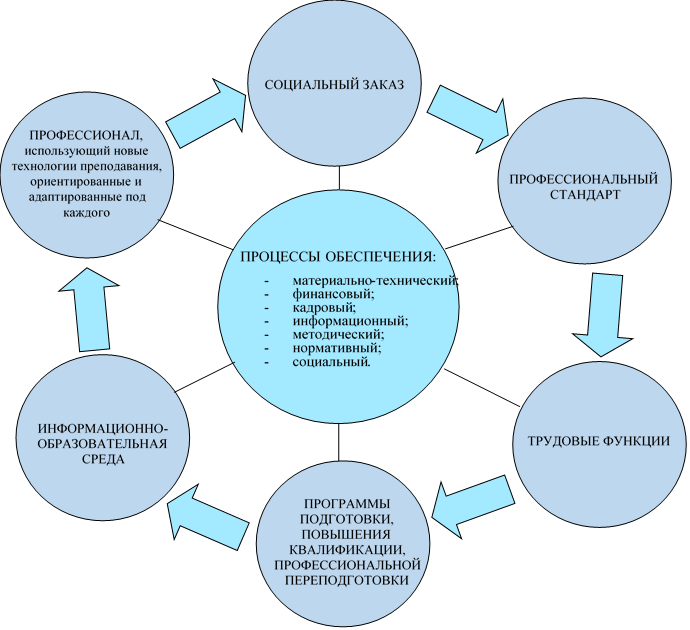 СОЦИАЛЬНЫЙ ЗАКАЗ
ПРОФЕССИОНАЛ,
использующий новые
технологии преподавания,
ориентированные и
адаптированные под
каждого
ПРОФЕССИОНАЛЬНЫЙ
СТАНДАРТ
ПРОЦЕССЫ ОБЕСПЕЧЕНИЯ:
- материально-технический;
- финансовый;
- кадровый;
- информационный;
- методический;
- нормативный;
- социальный.
ИНФОРМАЦИОННО-
ОБРАЗОВАТЕЛЬНАЯ
СРЕДА
ТРУДОВЫЕ ФУНКЦИИ
ПРОГРАММЫ
ПОДГОТОВКИ,
ПОВЫШЕНИЯ
КВАЛИФИКАЦИИ,
ПРОФЕССИОНАЛЬНОЙ
ПЕРЕПОДГОТОВКИ